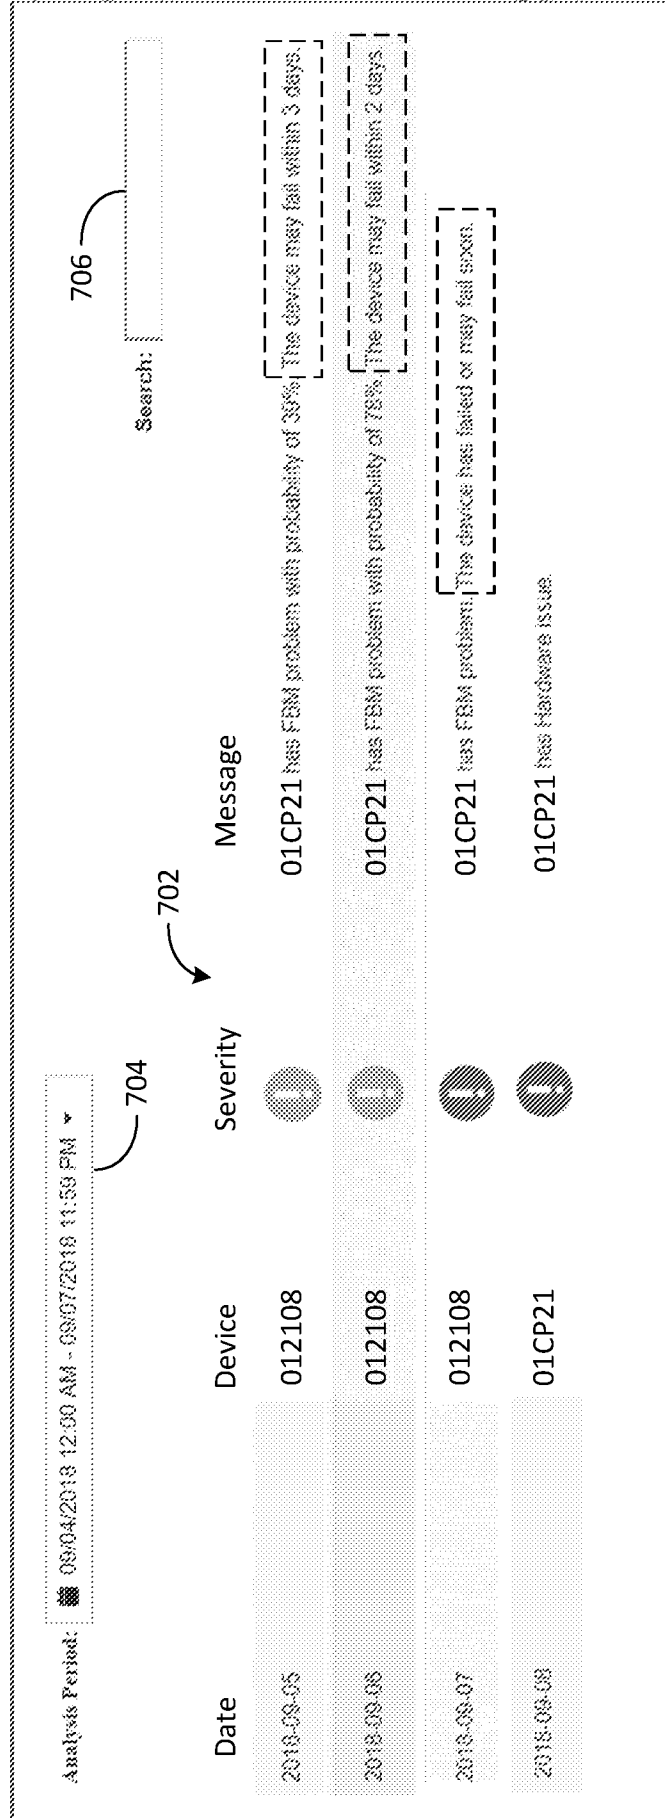 Analysis Period: 09/04/2018 12:00 AM - 09/07/2018 11:59 PM
704
706
Search:
702
Date Device Severity Message
2018-09-05 012108 ! 01CP21 has FBM problem with probability of 39%. The device may fail within 3 days.
2018-09-06 012108 ! 01CP21 has FBM problem with probability of 78%. The device may fail within 2 days.
2018-09-07 012108 ! 01CP21 has FBM problem. The device has failed or may fail soon.
2018-09-08 01CP21 ! 01CP21 has Hardware issue.